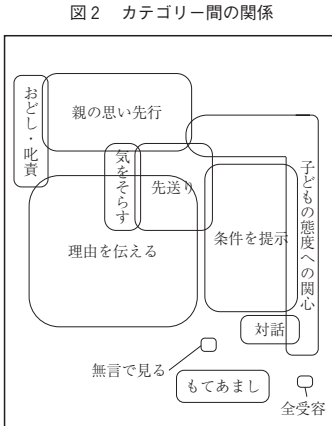 図2　カテゴリー間の関係
おどし・叱責
親の思い先行
気をそらす
先送り
子どもの態度への関心
理由を伝える
条件を提示
対話
無言で見る
もてあまし
全受容